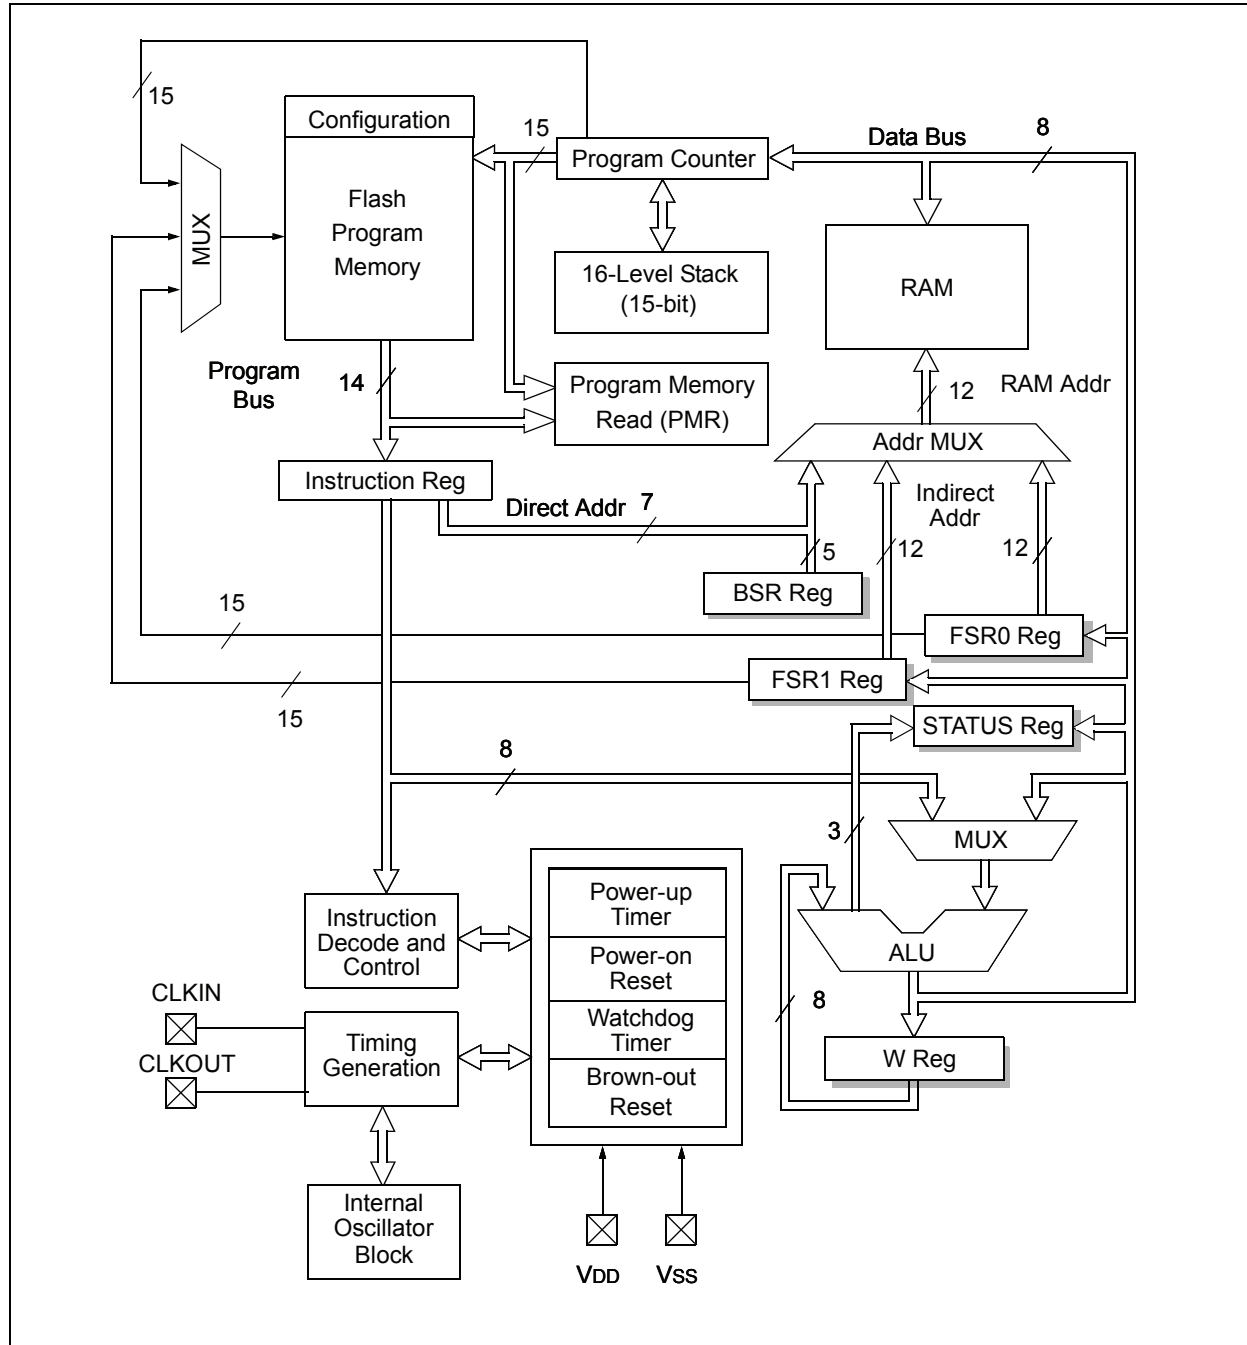 15
Configuration
Flash
Program
Memory
MUX
15
Program Counter
Data Bus
8
16-Level Stack
(15-bit)
RAM
Program
Bus
14
Program Memory
Read (PMR)
12
RAM Addr
Addr MUX
Instruction Reg
Direct Addr
7
Indirect
Addr
5
12
12
BSR Reg
15
FSR0 Reg
FSR1 Reg
15
STATUS Reg
8
3
MUX
ALU
8
W Reg
Instruction
Decode and
Control
Power-up
Timer
Power-on
Reset
Watchdog
Timer
Brown-out
Reset
CLKIN
CLKOUT
Timing
Generation
Internal
Oscillator
Block
VDD
VSS